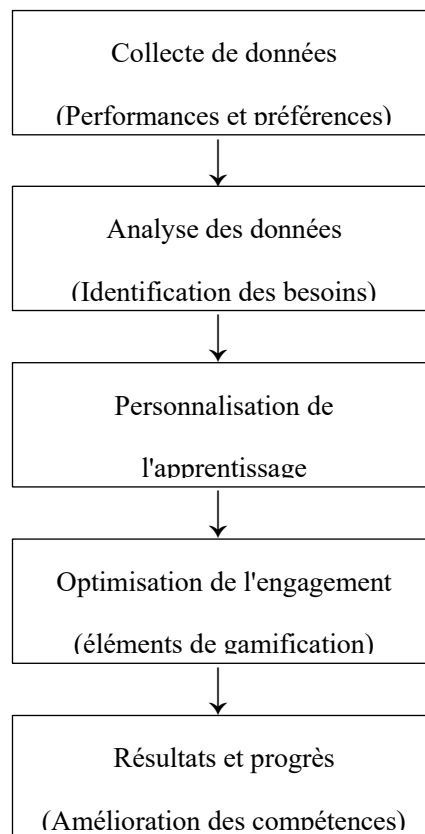 Collecte de données
(Performances et préférences)
Analyse des données
(Identification des besoins)
Personnalisation de
l'apprentissage
Optimisation de l'engagement
(éléments de gamification)
Résultats et progrès
(Amélioration des compétences)